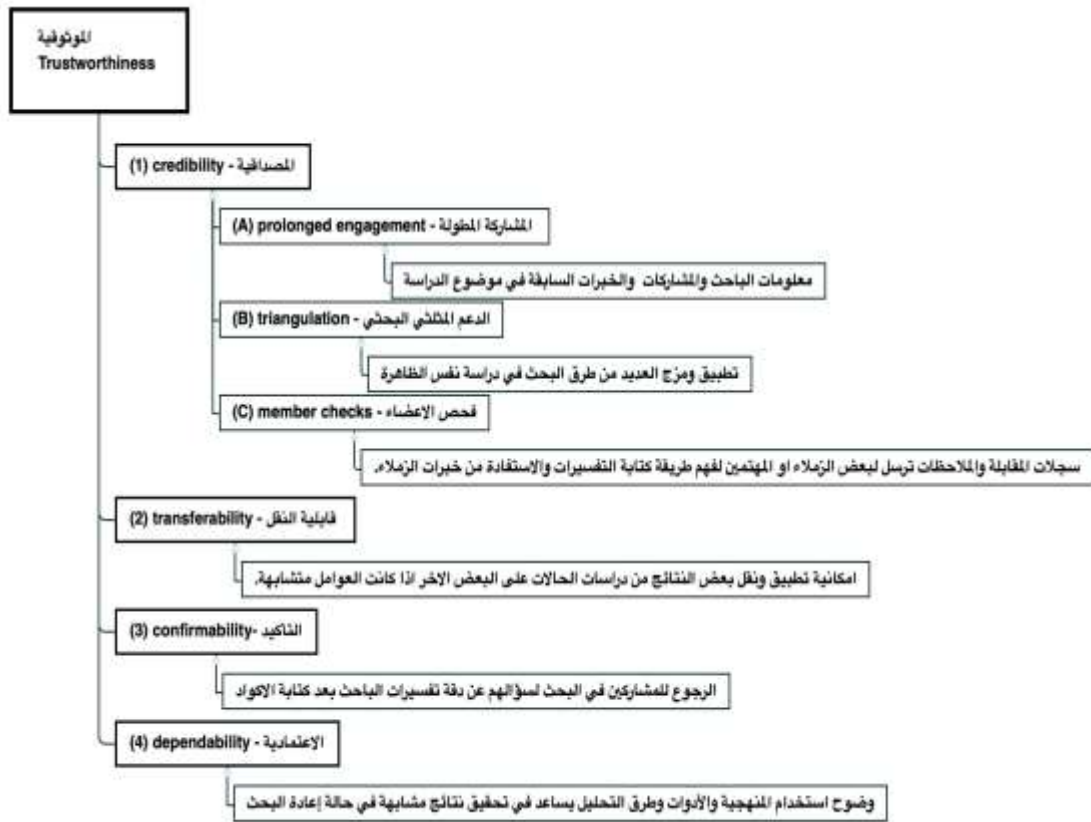 الموثوقية
Trustworthiness
(1) credibility - المصداقية
(A) prolonged engagement - المشاركة المطولة
معلومات الباحث والمشاركات والخبرات السابقة في موضوع الدراسة
(B) triangulation - الدعم المثلثي البحثي
تطبيق ومزج العديد من طرق البحث في دراسة نفس الظاهرة
(C) member checks - فحص الاعضاء
سجلات المقابلة والملاحظات ترسل لبعض الزملاء او المهتمين لفهم طريقة كتابة التفسيرات والاستفادة من خبرات الزملاء.
(2) transferability - قابلية النقل
امكانية تطبيق ونقل بعض النتائج من دراسات الحالات على البعض الاخر اذا كانت العوامل متشابهة.
(3) confirmability- التاكيد
الرجوع للمشاركين في البحث لسؤالهم عن دقة تفسيرات الباحث بعد كتابة الاكواد
(4) dependability - الاعتمادية
وضوح استخدام المنهجية والأدوات وطرق التحليل يساعد في تحقيق نتائج مشابهة في حالة إعادة البحث